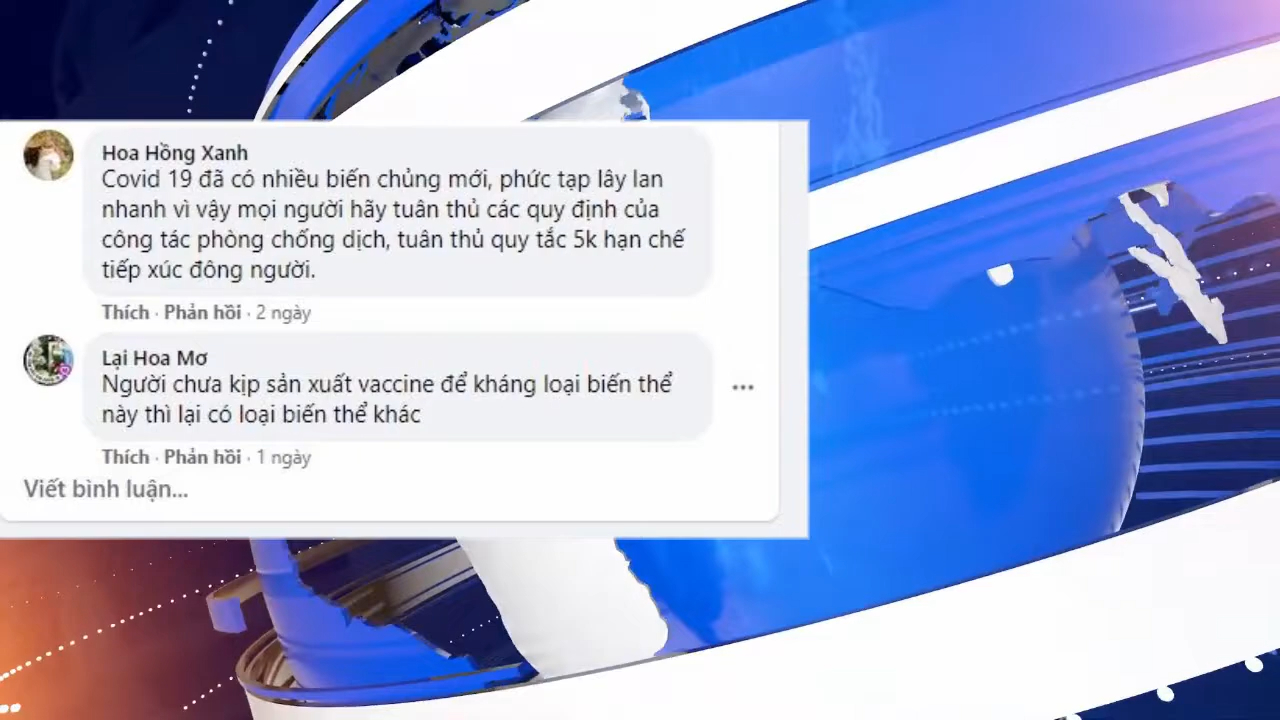 Hoa Hồng Xanh
Covid 19 đã có nhiều biến chủng mới, phức tạp lây lan
nhanh vì vậy mọi người hãy tuân thủ các quy định của
công tác phòng chống dịch, tuân thủ quy tắc 5k hạn chế
tiếp xúc đông người.
Thích · Phản hồi · 2 ngày
Lại Hoa Mơ
Người chưa kịp sản xuất vaccine để kháng loại biến thể
này thì lại có loại biến thể khác
Thích · Phản hồi · 1 ngày
Viết bình luận...